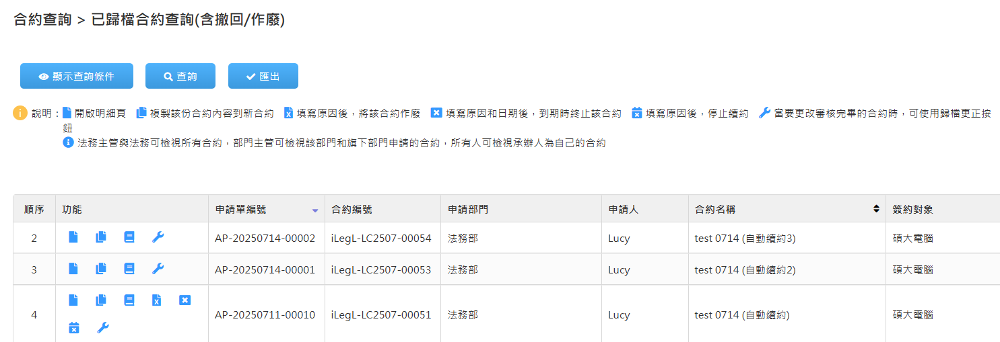 合約查詢 > 已歸檔合約查詢(含撤回/作廢)
顯示查詢條件 查詢 匯出
說明： 開啟明細頁 複製該份合約內容到新合約 填寫原因後，將該合約作廢 填寫原因和日期後，到期時終止該合約 填寫原因後，停止續約 當要更改審核完畢的合約時，可使用歸檔更正按
鈕
法務主管與法務可檢視所有合約，部門主管可檢視該部門和旗下部門申請的合約，所有人可檢視承辦人為自己的合約
順序 功能 申請單編號 合約編號 申請部門 申請人 合約名稱 簽約對象
2 AP-20250714-00002 iLegL-LC2507-00054 法務部 Lucy test 0714 (自動續約3) 碩大電腦
3 AP-20250714-00001 iLegL-LC2507-00053 法務部 Lucy test 0714 (自動續約2) 碩大電腦
4 AP-20250711-00010 iLegL-LC2507-00051 法務部 Lucy test 0714 (自動續約) 碩大電腦